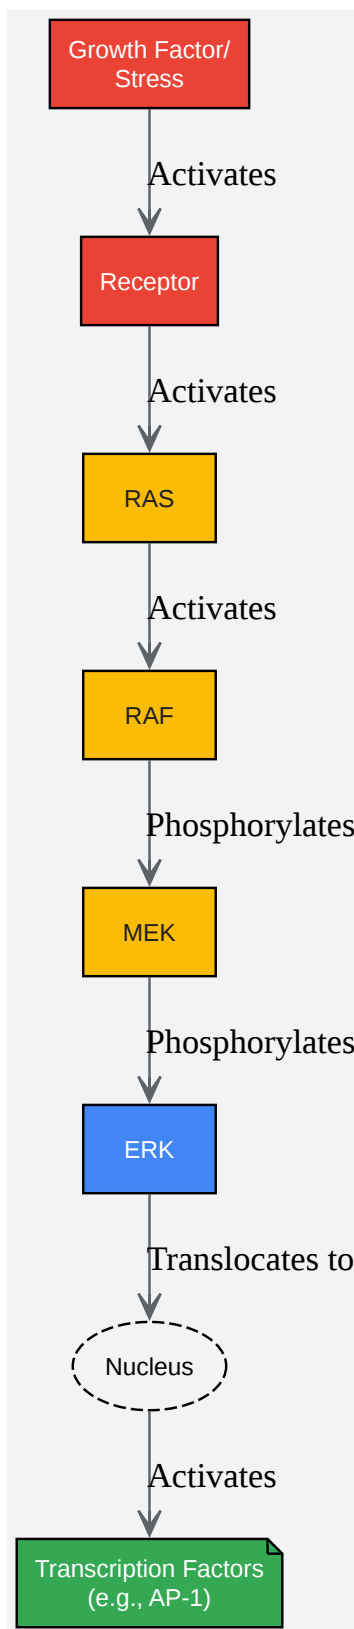 Growth Factor/
Stress
Activates
Receptor
Activates
RAS
Activates
RAF
Phosphorylates
MEK
Phosphorylates
ERK
Translocates to
Nucleus
Activates
Transcription Factors
(e.g., AP-1)